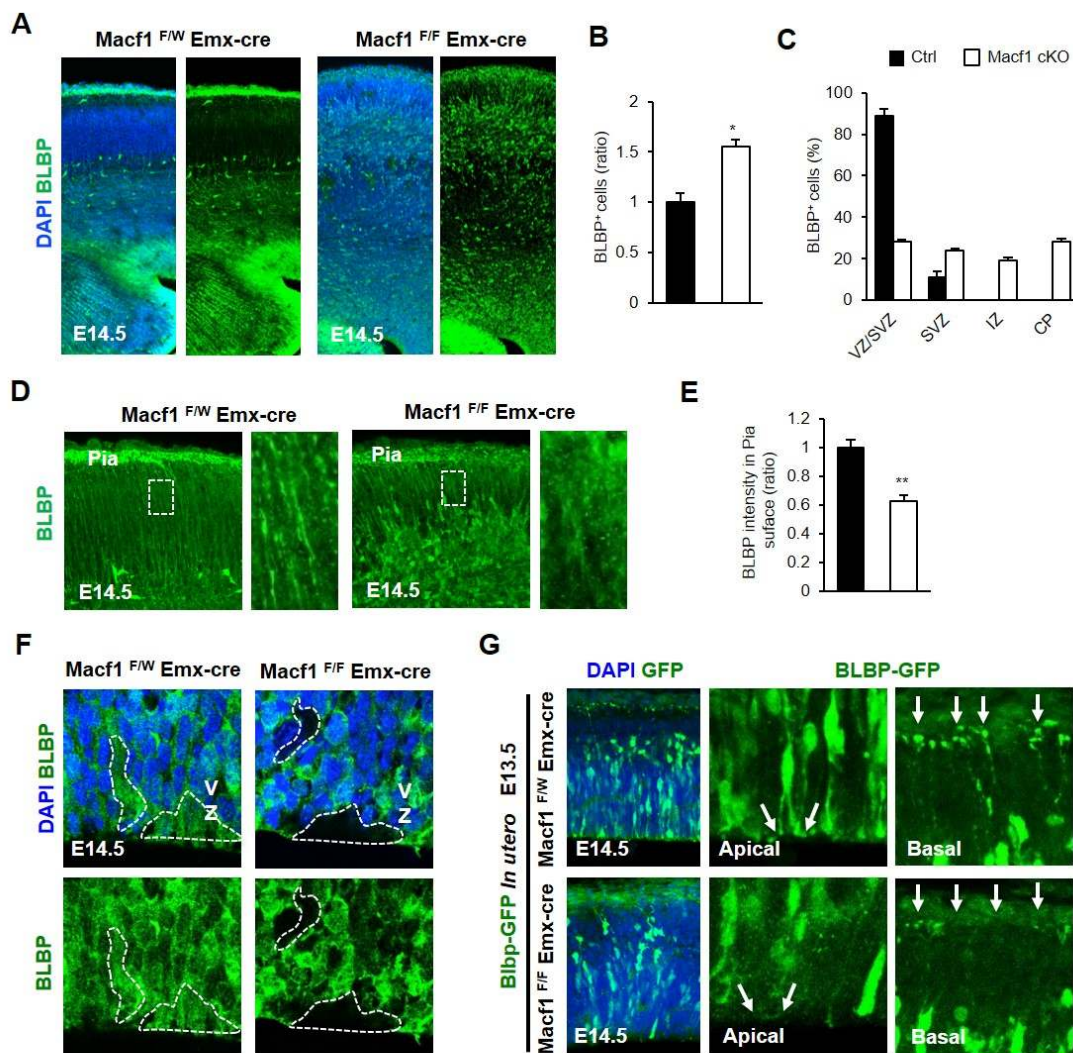 A
Macf1 F/W Emx-cre
Macf1 F/F Emx-cre
DAPI BLBP
E14.5
B
BLBP+ cells (ratio)
2
1.5
1
0.5
0
*
C
Ctrl
Macf1 cKO
BLBP+ cells (%)
100
80
60
40
20
0
VZ/SVZ
SVZ
IZ
CP
D
Macf1 F/W Emx-cre
Macf1 F/F Emx-cre
BLBP
Pia
E14.5
Pia
E14.5
E
BLBP intensity in Pia
suface (ratio)
1.2
1
0.8
0.6
0.4
0.2
0
**
F
Macf1 F/W Emx-cre
Macf1 F/F Emx-cre
DAPI BLBP
E14.5
V
Z
V
Z
BLBP
G
DAPI GFP
BLBP-GFP
Blbp-GFP In utero E13.5
Macf1 F/W Emx-cre
E14.5
Apical
Basal
Macf1 F/F Emx-cre
E14.5
Apical
Basal